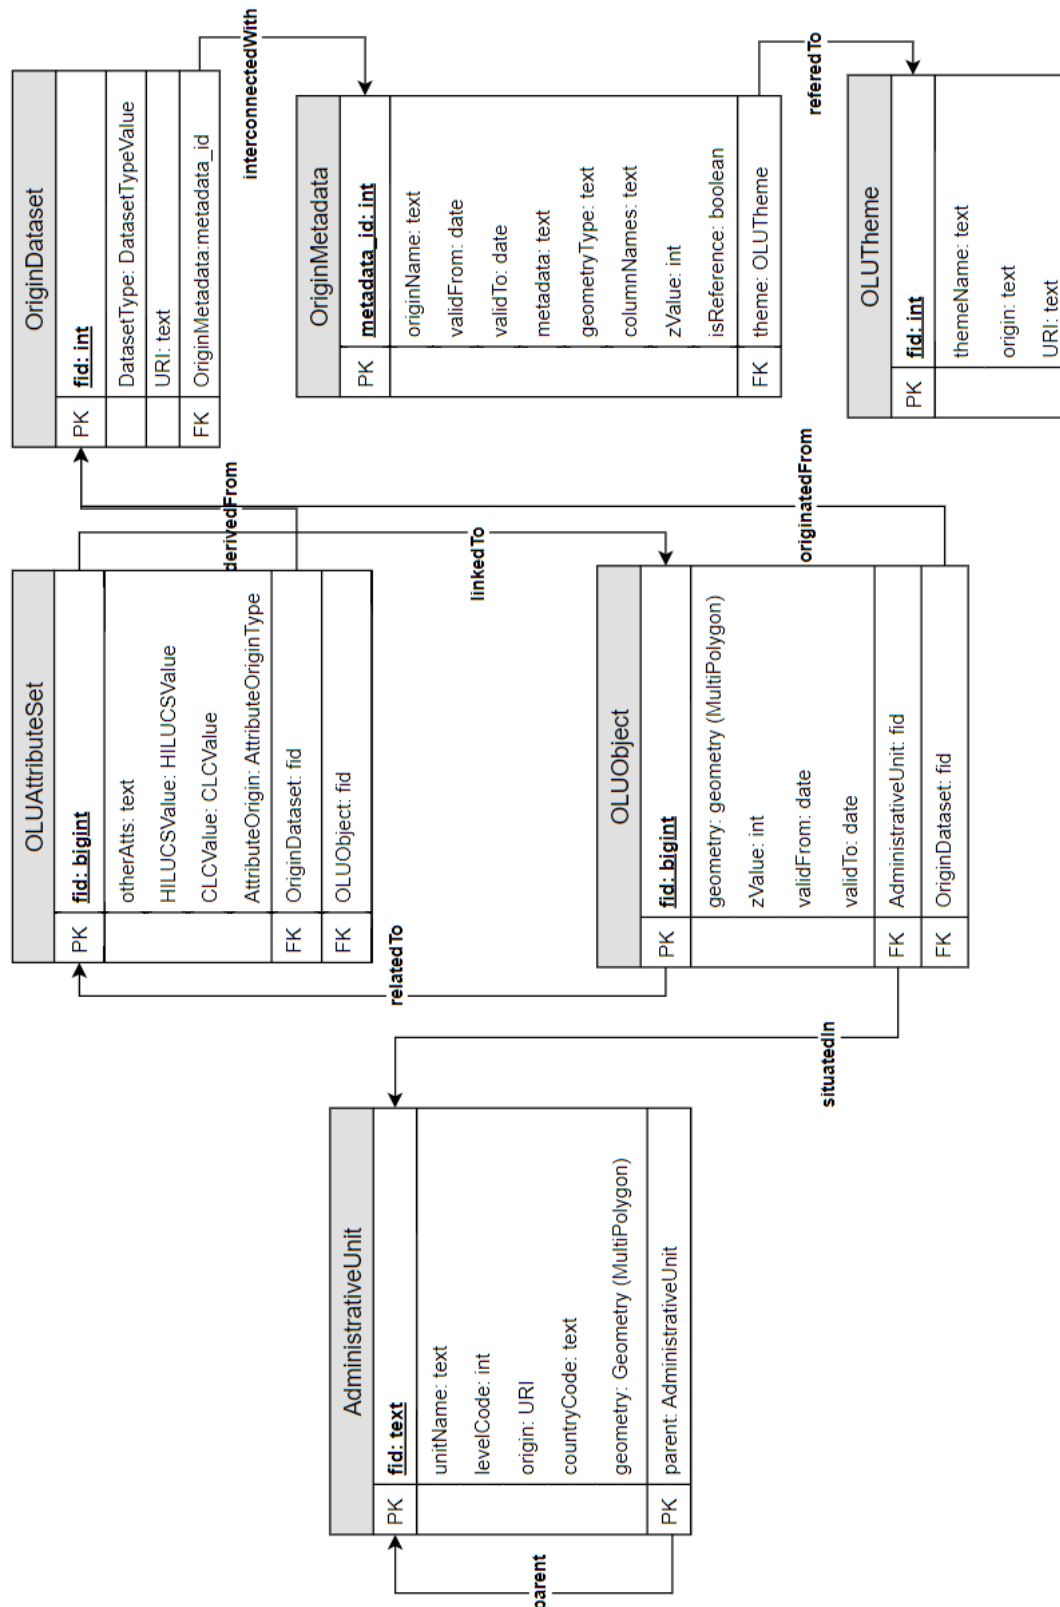 AdministrativeUnit
PK fid: text
unitName: text
levelCode: int
origin: URI
countryCode: text
geometry: Geometry (MultiPolygon)
PK parent: AdministrativeUnit
parent
situatedIn
relatedTo
OLUAttributeSet
PK fid: bigint
otherAtts: text
HILUCSValue: HILUCSValue
CLCValue: CLCValue
AttributeOrigin: AttributeOriginType
FK OriginDataset: fid
FK OLUObject: fid
OLUObject
PK fid: bigint
geometry: geometry (MultiPolygon)
zValue: int
validFrom: date
validTo: date
FK AdministrativeUnit: fid
FK OriginDataset: fid
derivedFrom
linkedTo
originatedFrom
OriginDataset
PK fid: int
DatasetType: DatasetTypeValue
URI: text
FK OriginMetadata:metadata_id
interconnectedWith
OriginMetadata
PK metadata_id: int
originName: text
validFrom: date
validTo: date
metadata: text
geometryType: text
columnNames: text
zValue: int
isReference: boolean
FK theme: OLUTheme
referedTo
OLUTheme
PK fid: int
themeName: text
origin: text
URI: text